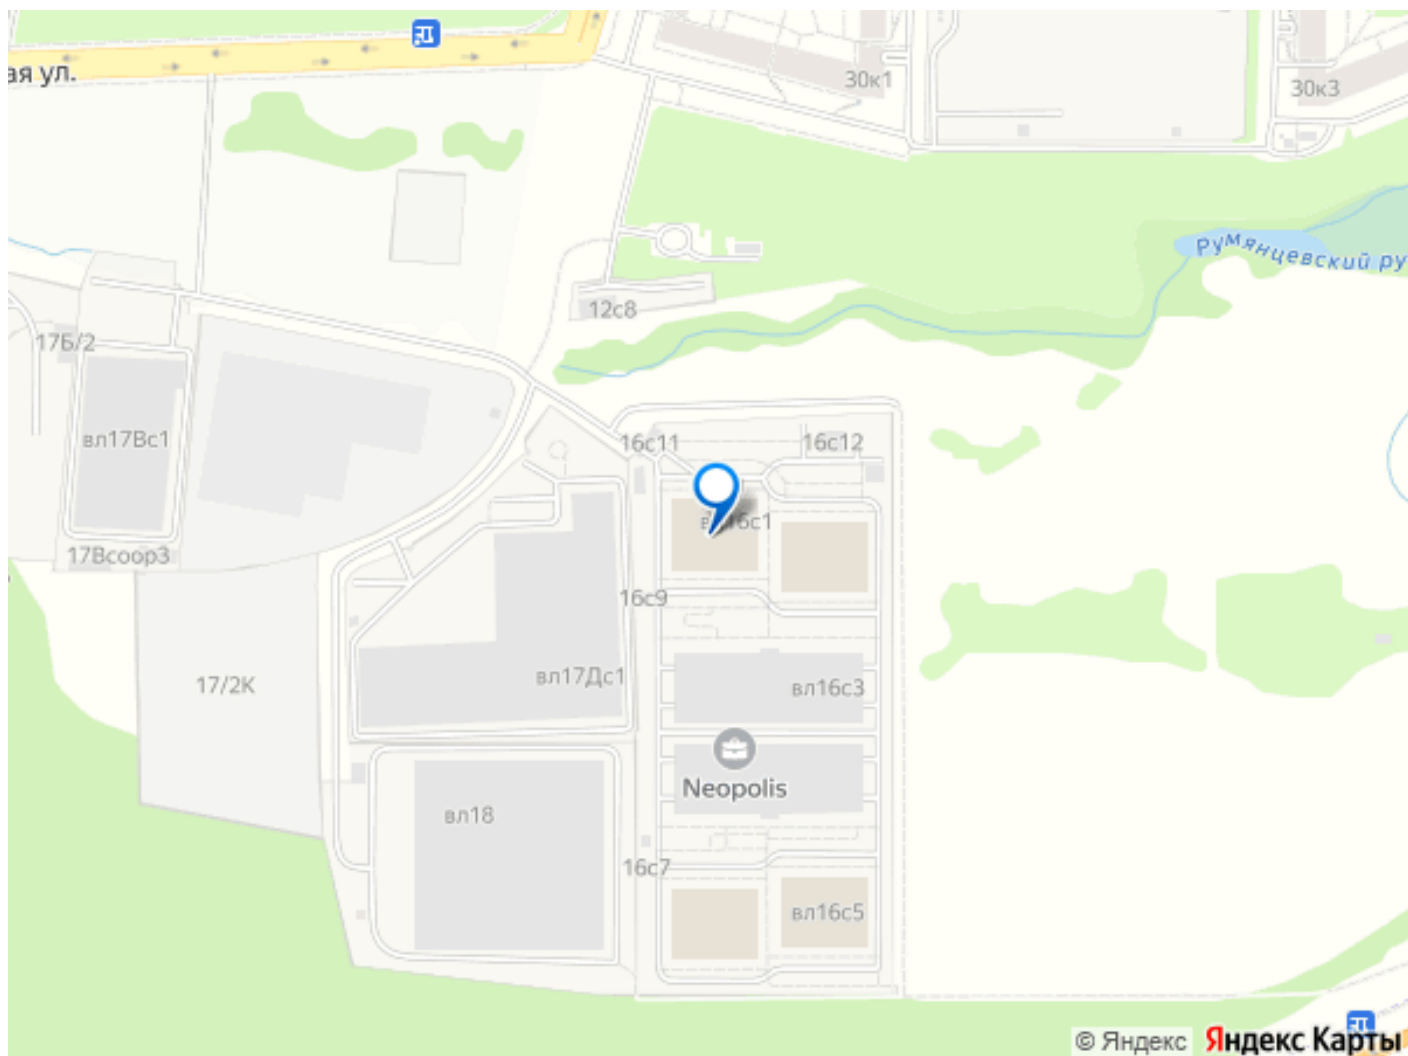 ая ул.
30к1
30к3
Румянцевский ру
12с8
17Б/2
вл17Вс1
16с11
16с12
вл16с1
17Всоор3
16с9
вл17Дс1
17/2К
вл16с3
Neopolis
вл18
16с7
вл16с5
© Яндекс Яндекс Карты